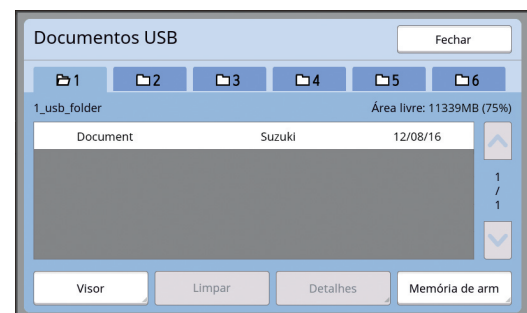 Documentos USB
Fechar
1 2 3 4 5 6
1_usb_folder Área livre: 11339MB (75%)
Document Suzuki 12/08/16
1
/
1
Visor Limpar Detalhes Memória de arm